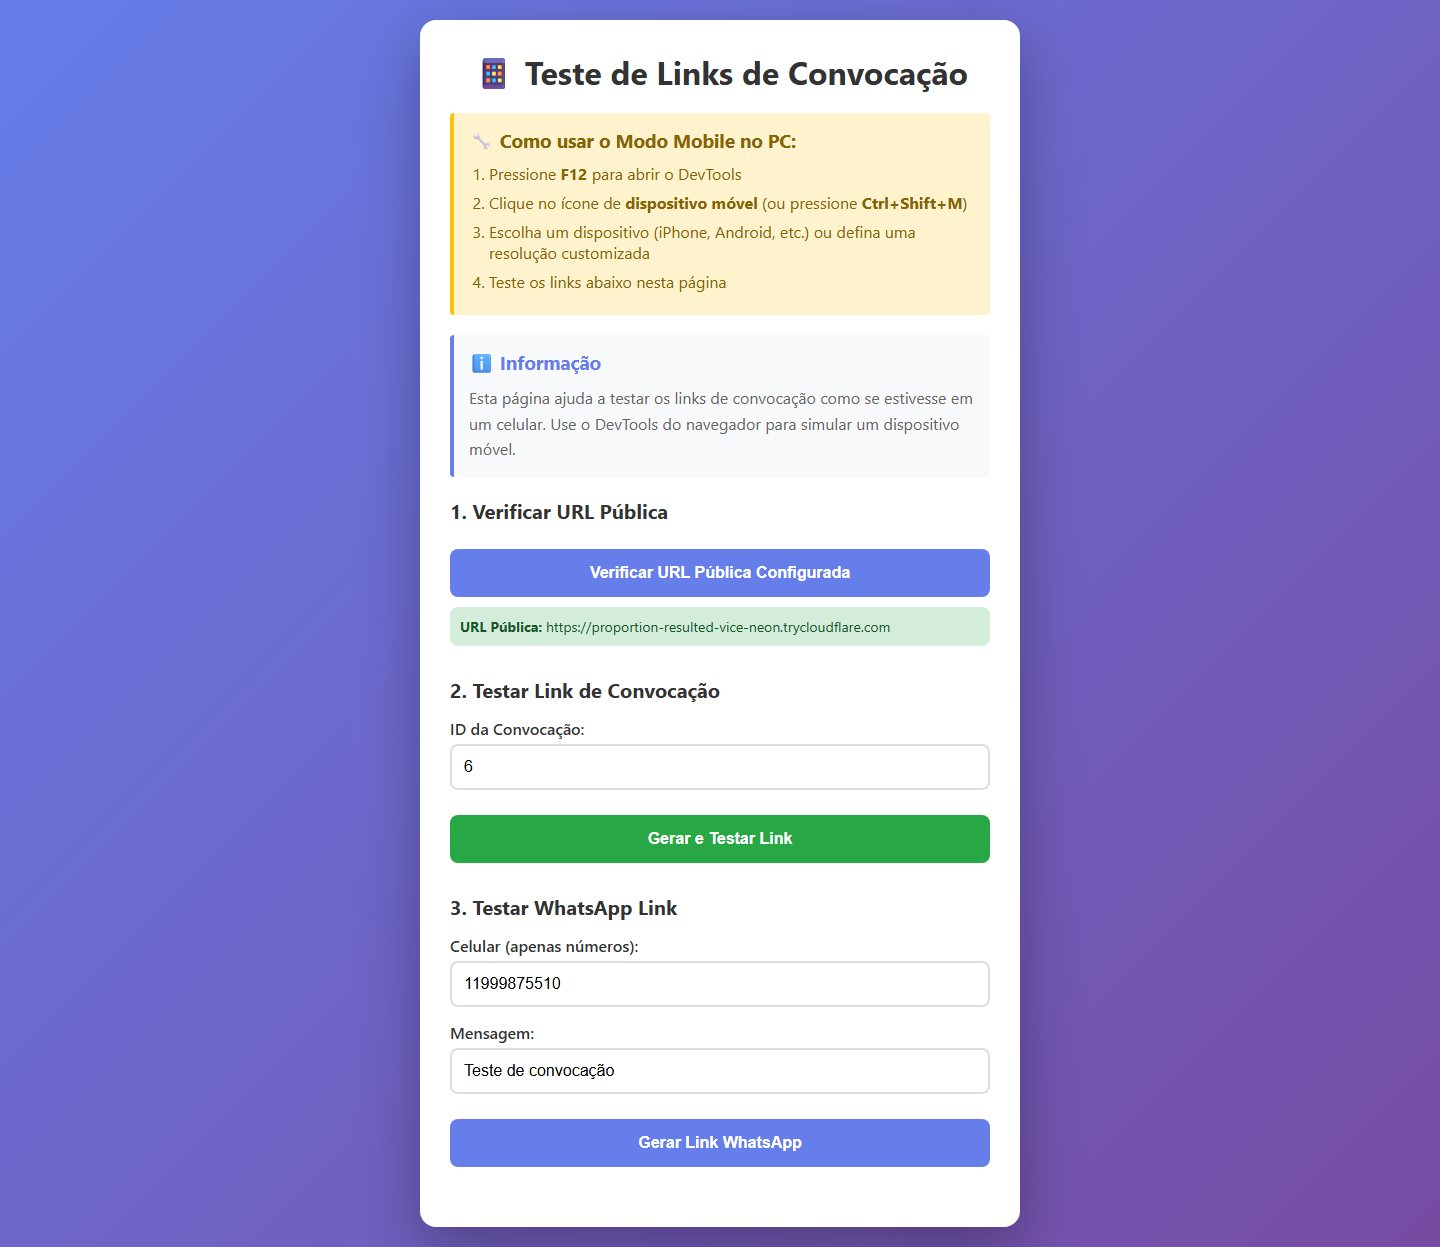 Teste de Links de Convocação
Como usar o Modo Mobile no PC:
1. Pressione F12 para abrir o DevTools
2. Clique no ícone de dispositivo móvel (ou pressione Ctrl+Shift+M)
3. Escolha um dispositivo (iPhone, Android, etc.) ou defina uma
resolução customizada
4. Teste os links abaixo nesta página
Informação
Esta página ajuda a testar os links de convocação como se estivesse em
um celular. Use o DevTools do navegador para simular um dispositivo
móvel.
1. Verificar URL Pública
Verificar URL Pública Configurada
URL Pública: https://proportion-resulted-vice-neon.trycloudflare.com
2. Testar Link de Convocação
ID da Convocação:
6
Gerar e Testar Link
3. Testar WhatsApp Link
Celular (apenas números):
11999875510
Mensagem:
Teste de convocação
Gerar Link WhatsApp